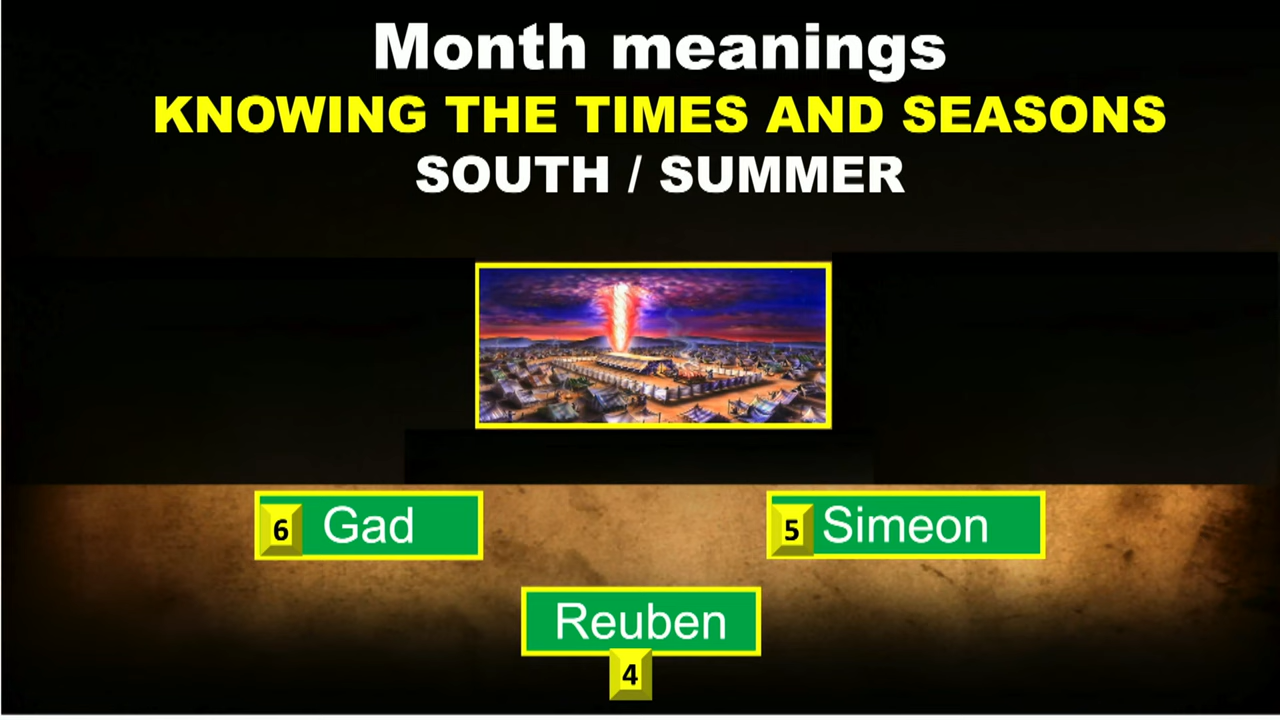 Month meanings
KNOWING THE TIMES AND SEASONS
SOUTH / SUMMER
6 Gad
5 Simeon
Reuben
4